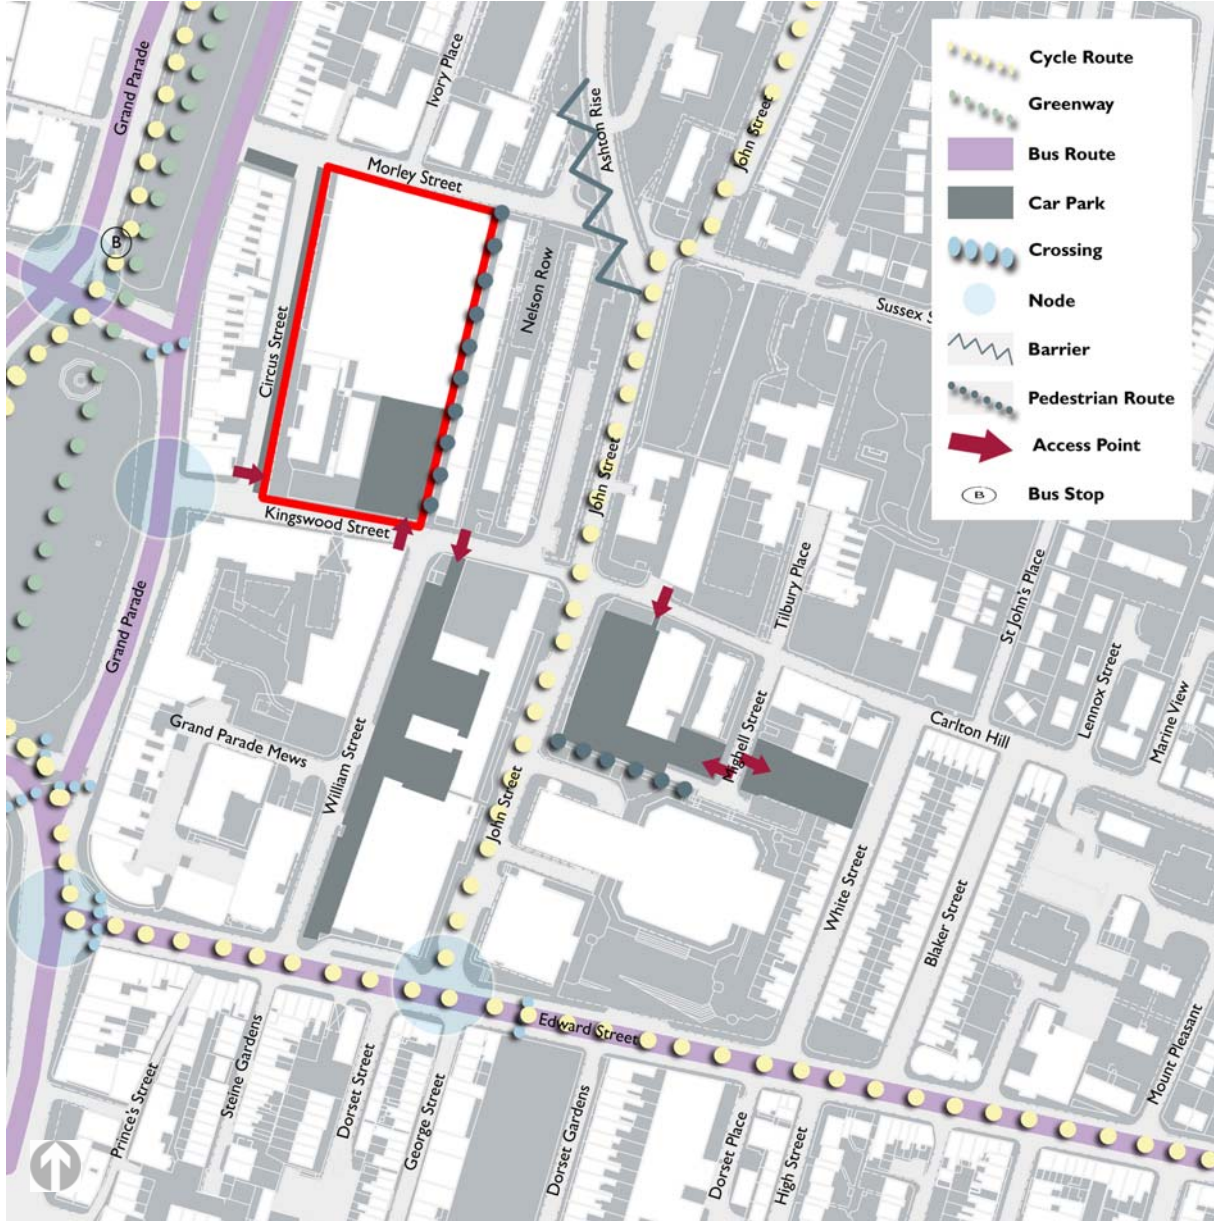 Cycle Route
Greenway
Bus Route
Car Park
Crossing
Node
Barrier
Pedestrian Route
Access Point
B
Bus Stop
Grand Parade
Ivory Place
Ashton Rise
John Street
Morley Street
B
Nelson Row
Sussex S
Circus Street
John Street
Kingswood Street
Tilbury Place
St John's Place
Grand Parade
Lennox Street
Marine View
Carlton Hill
Grand Parade Mews
William Street
Mighell Street
John Street
White Street
Blaker Street
Edward Street
Mount Pleasant
Prince's Street
Steine Gardens
Dorset Street
George Street
Dorset Gardens
Dorset Place
High Street